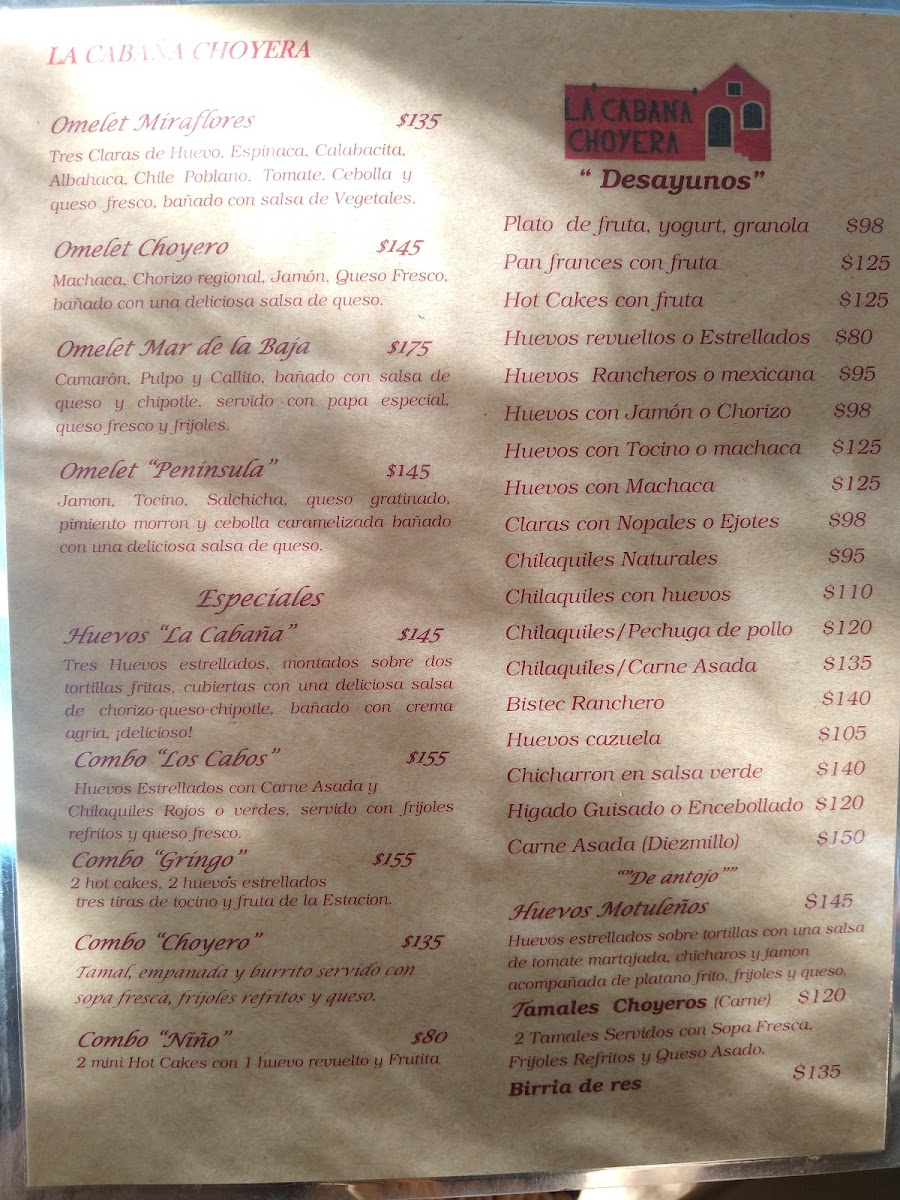 LA CABAÑA CHOYERA
Omelet Miraflores $135
Tres Claras de Huevo, Espinaca, Calabacita,
Albahaca, Chile Poblano, Tomate, Cebolla y
queso fresco, bañado con salsa de Vegetales.
Omelet Choyero $145
Machaca, Chorizo regional, Jamón, Queso Fresco,
bañado con una deliciosa salsa de queso.
Omelet Mar de la Baja $175
Camarón, Pulpo y Callito, bañado con salsa de
queso y chipotle, servido con papa especial,
queso fresco y frijoles.
Omelet “Península” $145
Jamon, Tocino, Salchicha, queso gratinado,
pimiento morron y cebolla caramelizada bañado
con una deliciosa salsa de queso.
Especiales
Huevos “La Cabaña” $145
Tres Huevos estrellados, montados sobre dos
tortillas fritas, cubiertas con una deliciosa salsa
de chorizo-queso-chipotle, bañado con crema
agria, ¡delicioso!
Combo “Los Cabos” $155
Huevos Estrellados con Carne Asada y
Chilaquiles Rojos o verdes, servido con frijoles
refritos y queso fresco.
Combo “Gringo” $155
2 hot cakes, 2 huevos estrellados
tres tiras de tocino y fruta de la Estacion.
Combo “Choyero” $135
Tamal, empanada y burrito servido con
sopa fresca, frijoles refritos y queso.
Combo “Niño” $80
2 mini Hot Cakes con 1 huevo revuelto y Frutita
LA CABAÑA
CHOYERA
“ Desayunos”
Plato de fruta, yogurt, granola $98
Pan frances con fruta $125
Hot Cakes con fruta $125
Huevos revueltos o Estrellados $80
Huevos Rancheros o mexicana $95
Huevos con Jamón o Chorizo $98
Huevos con Tocino o machaca $125
Huevos con Machaca $125
Claras con Nopales o Ejotes $98
Chilaquiles Naturales $95
Chilaquiles con huevos $110
Chilaquiles/Pechuga de pollo $120
Chilaquiles/Carne Asada $135
Bistec Ranchero $140
Huevos cazuela $105
Chicharron en salsa verde $140
Higado Guisado o Encebollado $120
Carne Asada (Diezmillo) $150
“”De antojo””
Huevos Motuleños $145
Huevos estrellados sobre tortillas con una salsa
de tomate martajada, chicharos y jamon
acompañada de platano frito, frijoles y queso.
Tamales Choyeros (Carne) $120
2 Tamales Servidos con Sopa Fresca,
Frijoles Refritos y Queso Asado.
Birria de res $135